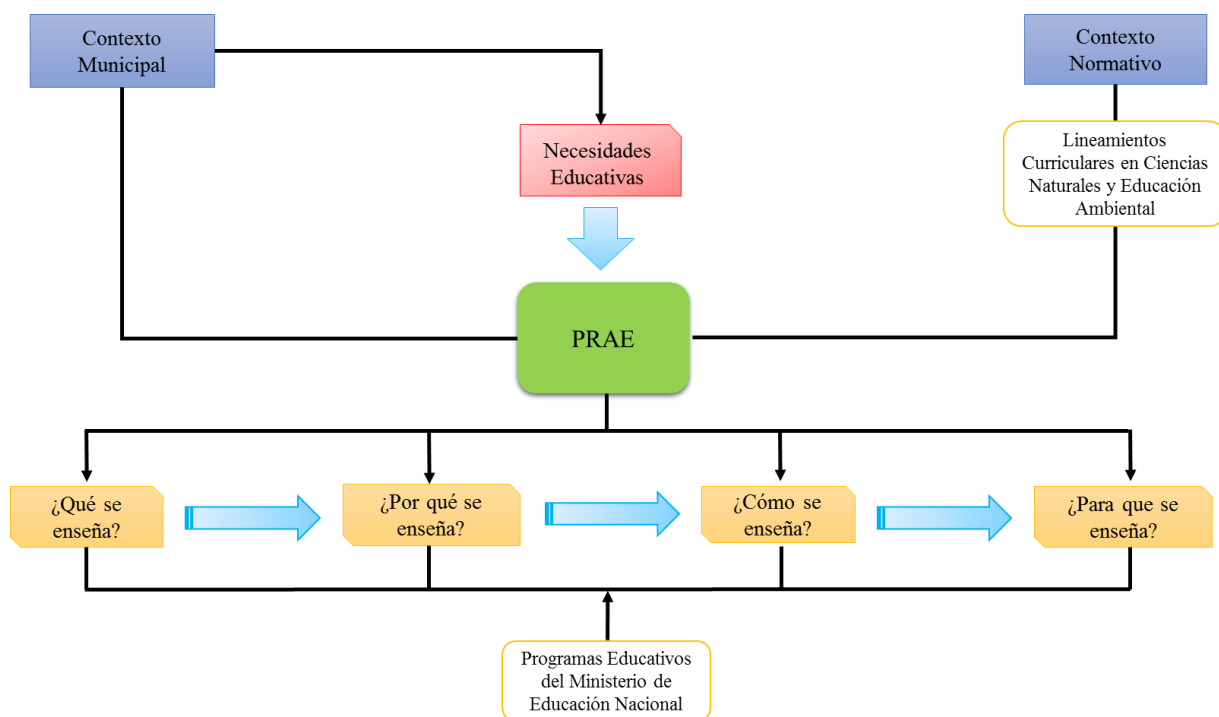 Contexto
Municipal
Contexto
Normativo
Necesidades
Educativas
Lineamientos
Curriculares en Ciencias
Naturales y Educación
Ambiental
PRAE
¿Qué se
enseña?
¿Por qué se
enseña?
¿Cómo se
enseña?
¿Para que se
enseña?
Programas Educativos
del Ministerio de
Educación Nacional